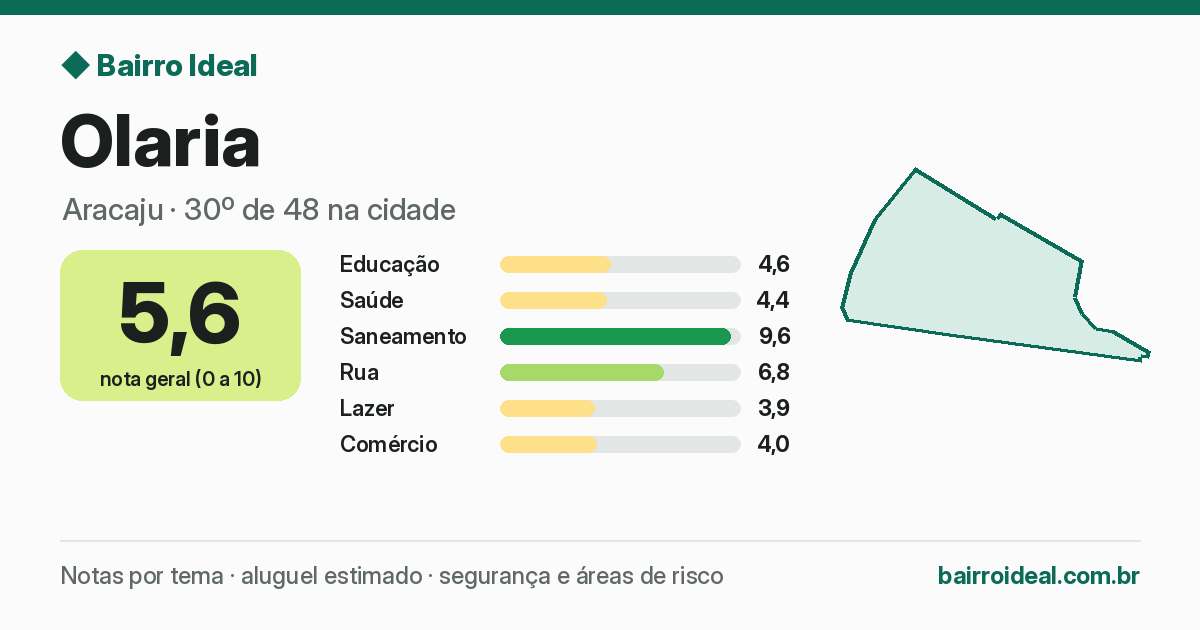 Bairro Ideal
Olaria
Aracaju · 30º de 48 na cidade
5,6
nota geral (0 a 10)
Educação 4,6
Saúde 4,4
Saneamento 9,6
Rua 6,8
Lazer 3,9
Comércio 4,0
Notas por tema · aluguel estimado · segurança e áreas de risco
bairroideal.com.br